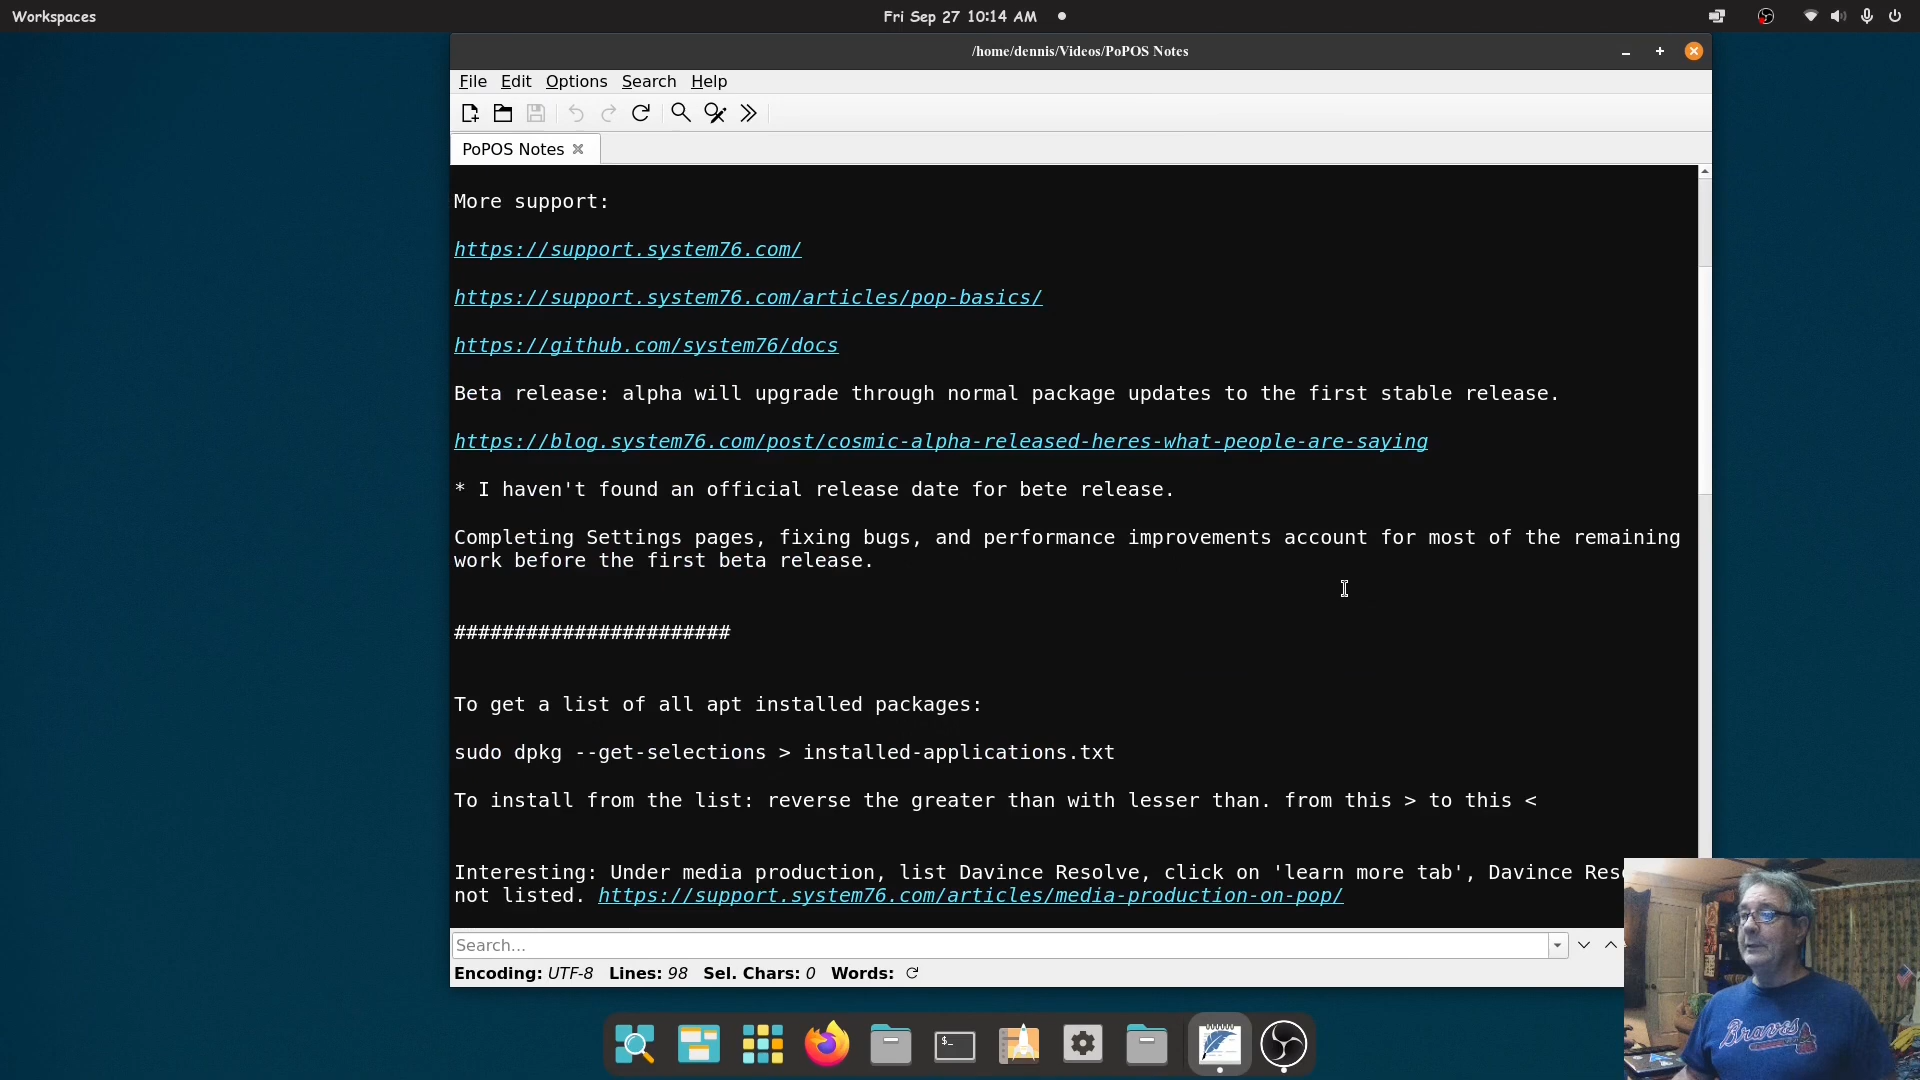 Workspaces
Fri Sep 27 10:14 AM
/home/dennis/Videos/PoPOS Notes
File Edit Options Search Help
PoPOS Notes
More support:
https://support.system76.com/
https://support.system76.com/articles/pop-basics/
https://github.com/system76/docs
Beta release: alpha will upgrade through normal package updates to the first stable release.
https://blog.system76.com/post/cosmic-alpha-released-heres-what-people-are-saying
* I haven't found an official release date for bete release.
Completing Settings pages, fixing bugs, and performance improvements account for most of the remaining
work before the first beta release.
#######################
To get a list of all apt installed packages:
sudo dpkg --get-selections > installed-applications.txt
To install from the list: reverse the greater than with lesser than. from this > to this <
Interesting: Under media production, list Davince Resolve, click on 'learn more tab', Davince
not listed. https://support.system76.com/articles/media-production-on-pop/
Search...
Encoding: UTF-8 Lines: 98 Sel. Chars: 0 Words:
$_
Braves